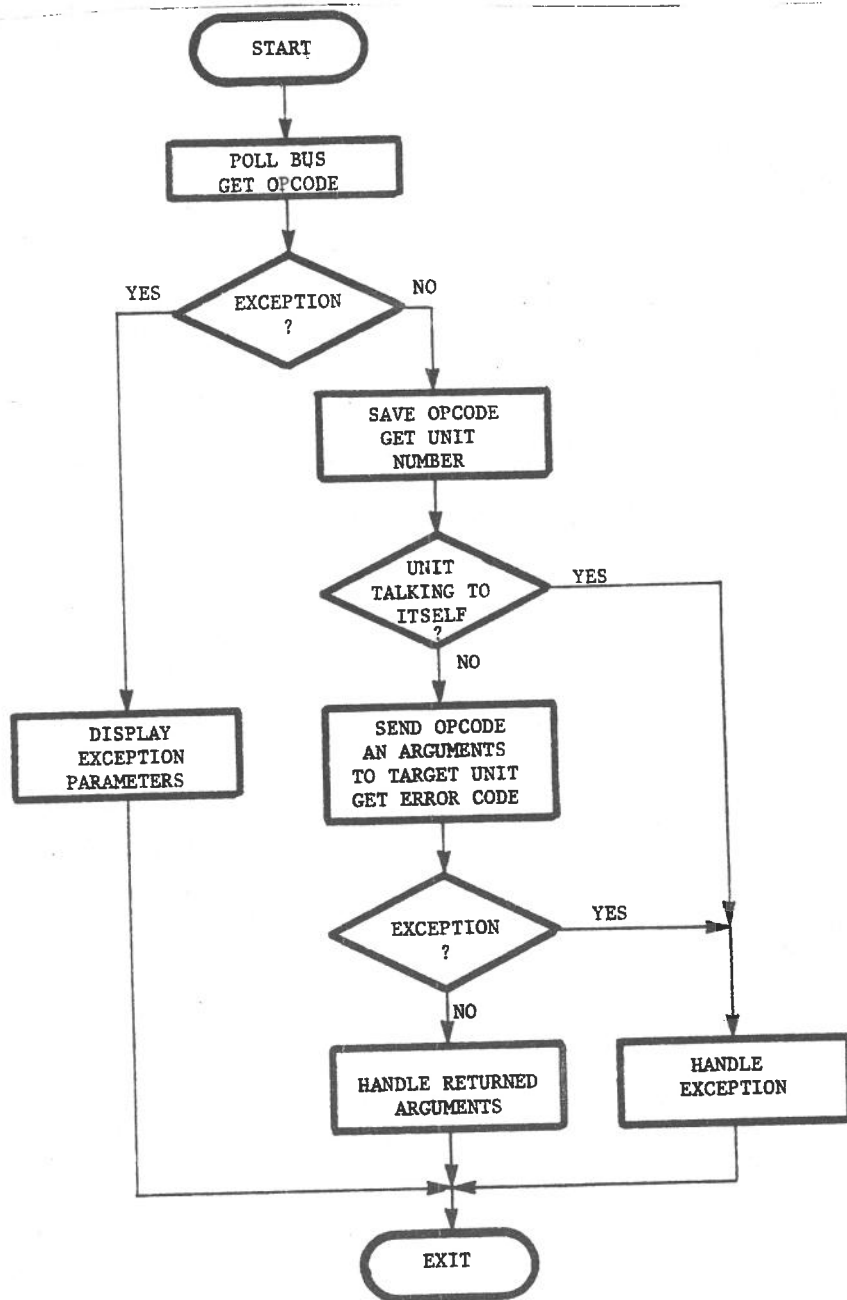 START
POLL BUS
GET OPCODE
YES
EXCEPTION
?
NO
SAVE OPCODE
GET UNIT
NUMBER
UNIT
TALKING TO
ITSELF
?
YES
NO
DISPLAY
EXCEPTION
PARAMETERS
SEND OPCODE
AN ARGUMENTS
TO TARGET UNIT
GET ERROR CODE
EXCEPTION
?
YES
NO
HANDLE RETURNED
ARGUMENTS
HANDLE
EXCEPTION
EXIT